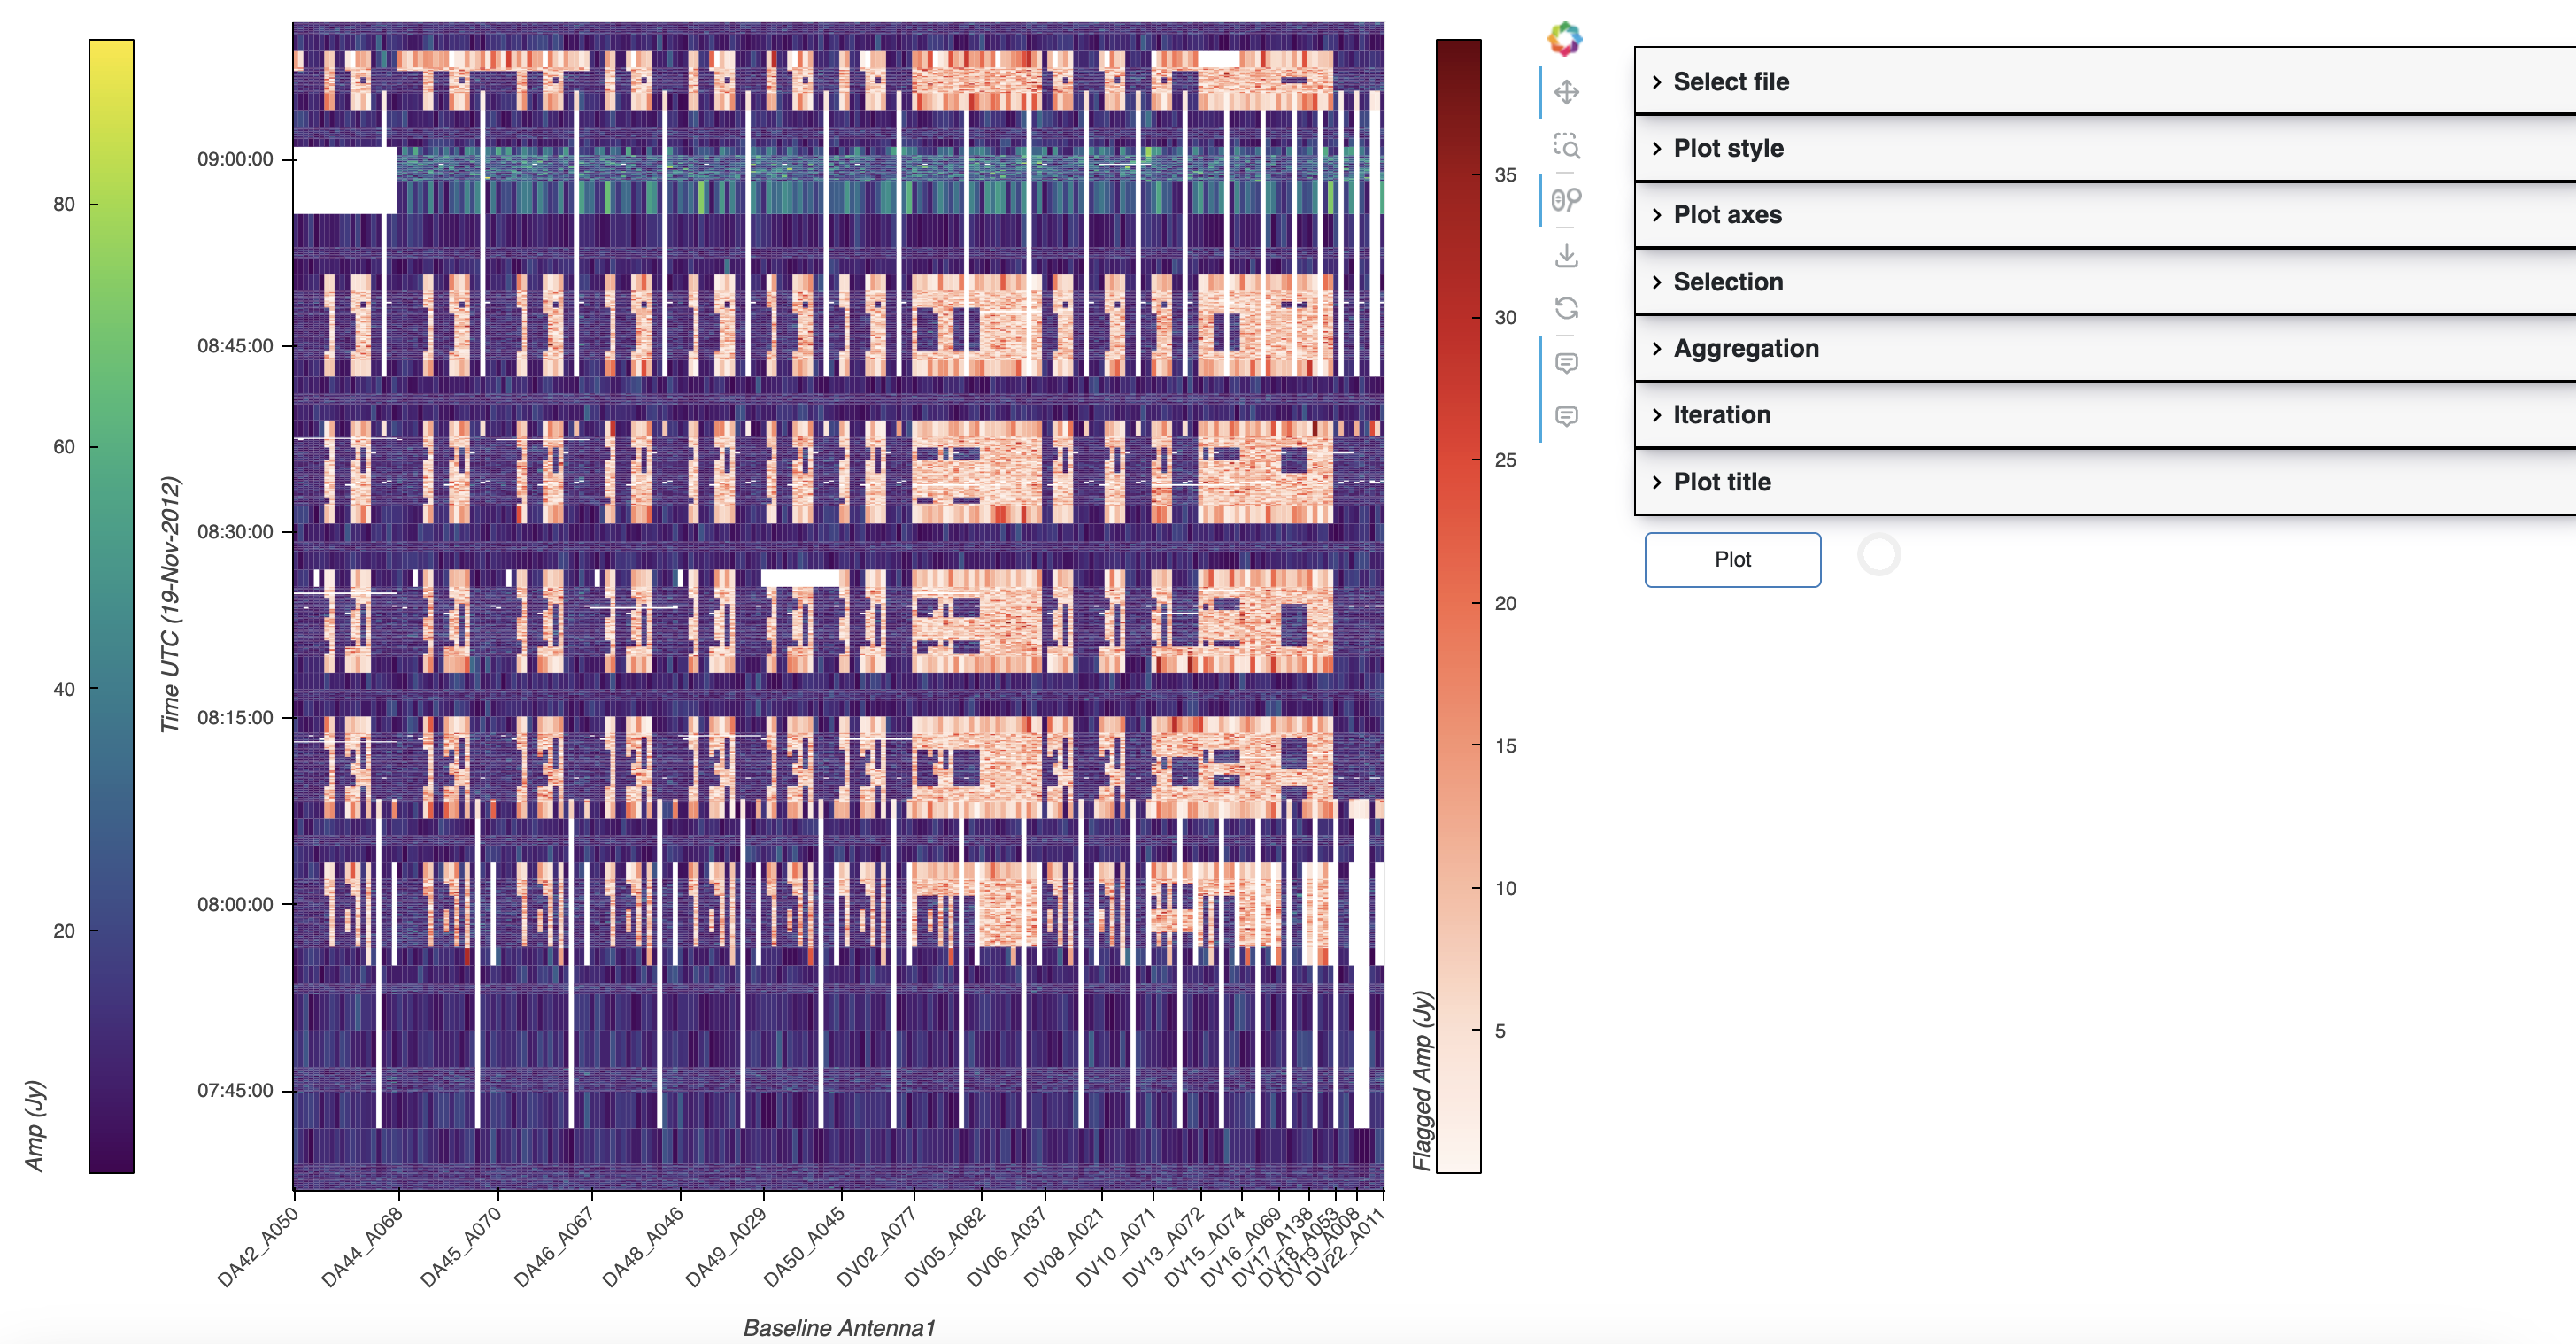 80
60
40
20
Amp (Jy)
Time UTC (19-Nov-2012)
09:00:00
08:45:00
08:30:00
08:15:00
08:00:00
07:45:00
DA42_A050
DA44_A068
DA45_A070
DA46_A067
DA48_A046
DA49_A029
DA50_A045
DV02_A077
DV05_A082
DV06_A037
DV08_A021
DV10_A071
DV13_A072
DV15_A074
DV16_A069
DV17_A138
DV18_A053
DV19_A008
DV22_A011
Baseline Antenna1
35
30
25
20
15
10
5
Flagged Amp (Jy)
Select file
Plot style
Plot axes
Selection
Aggregation
Iteration
Plot title
Plot